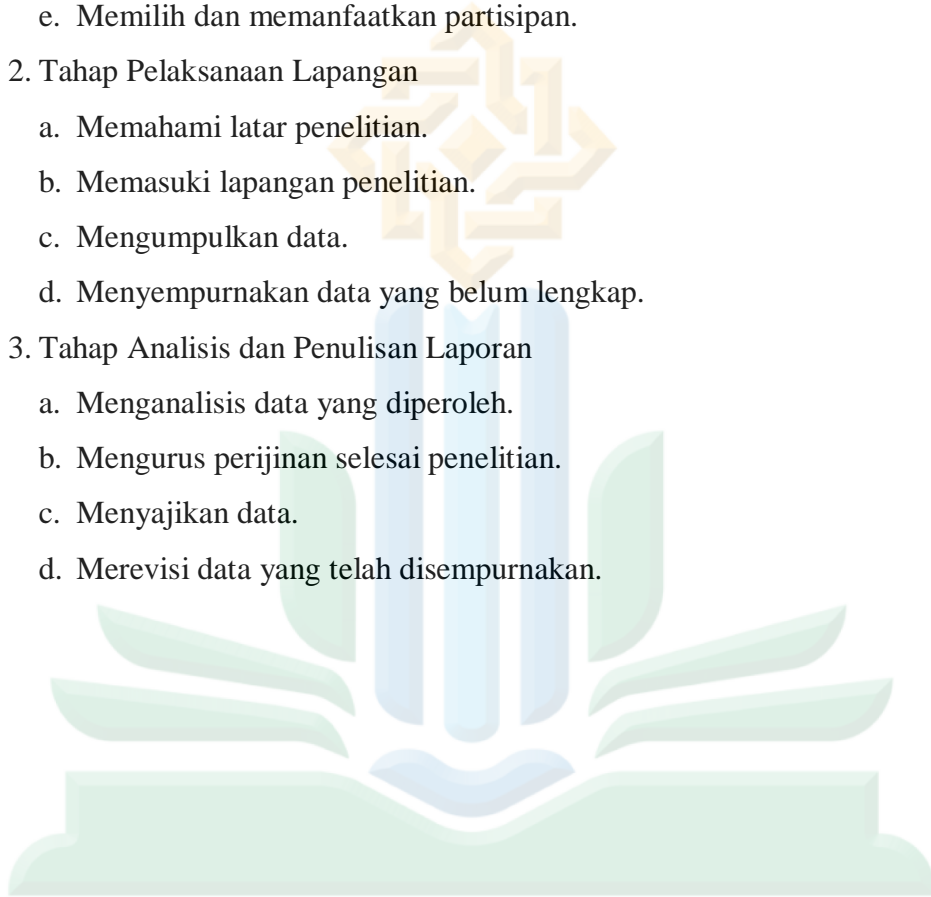 e. Memilih dan memanfaatkan partisipan.
2. Tahap Pelaksanaan Lapangan
a. Memahami latar penelitian.
b. Memasuki lapangan penelitian.
c. Mengumpulkan data.
d. Menyempurnakan data yang belum lengkap.
3. Tahap Analisis dan Penulisan Laporan
a. Menganalisis data yang diperoleh.
b. Mengurus perijinan selesai penelitian.
c. Menyajikan data.
d. Merevisi data yang telah disempurnakan.